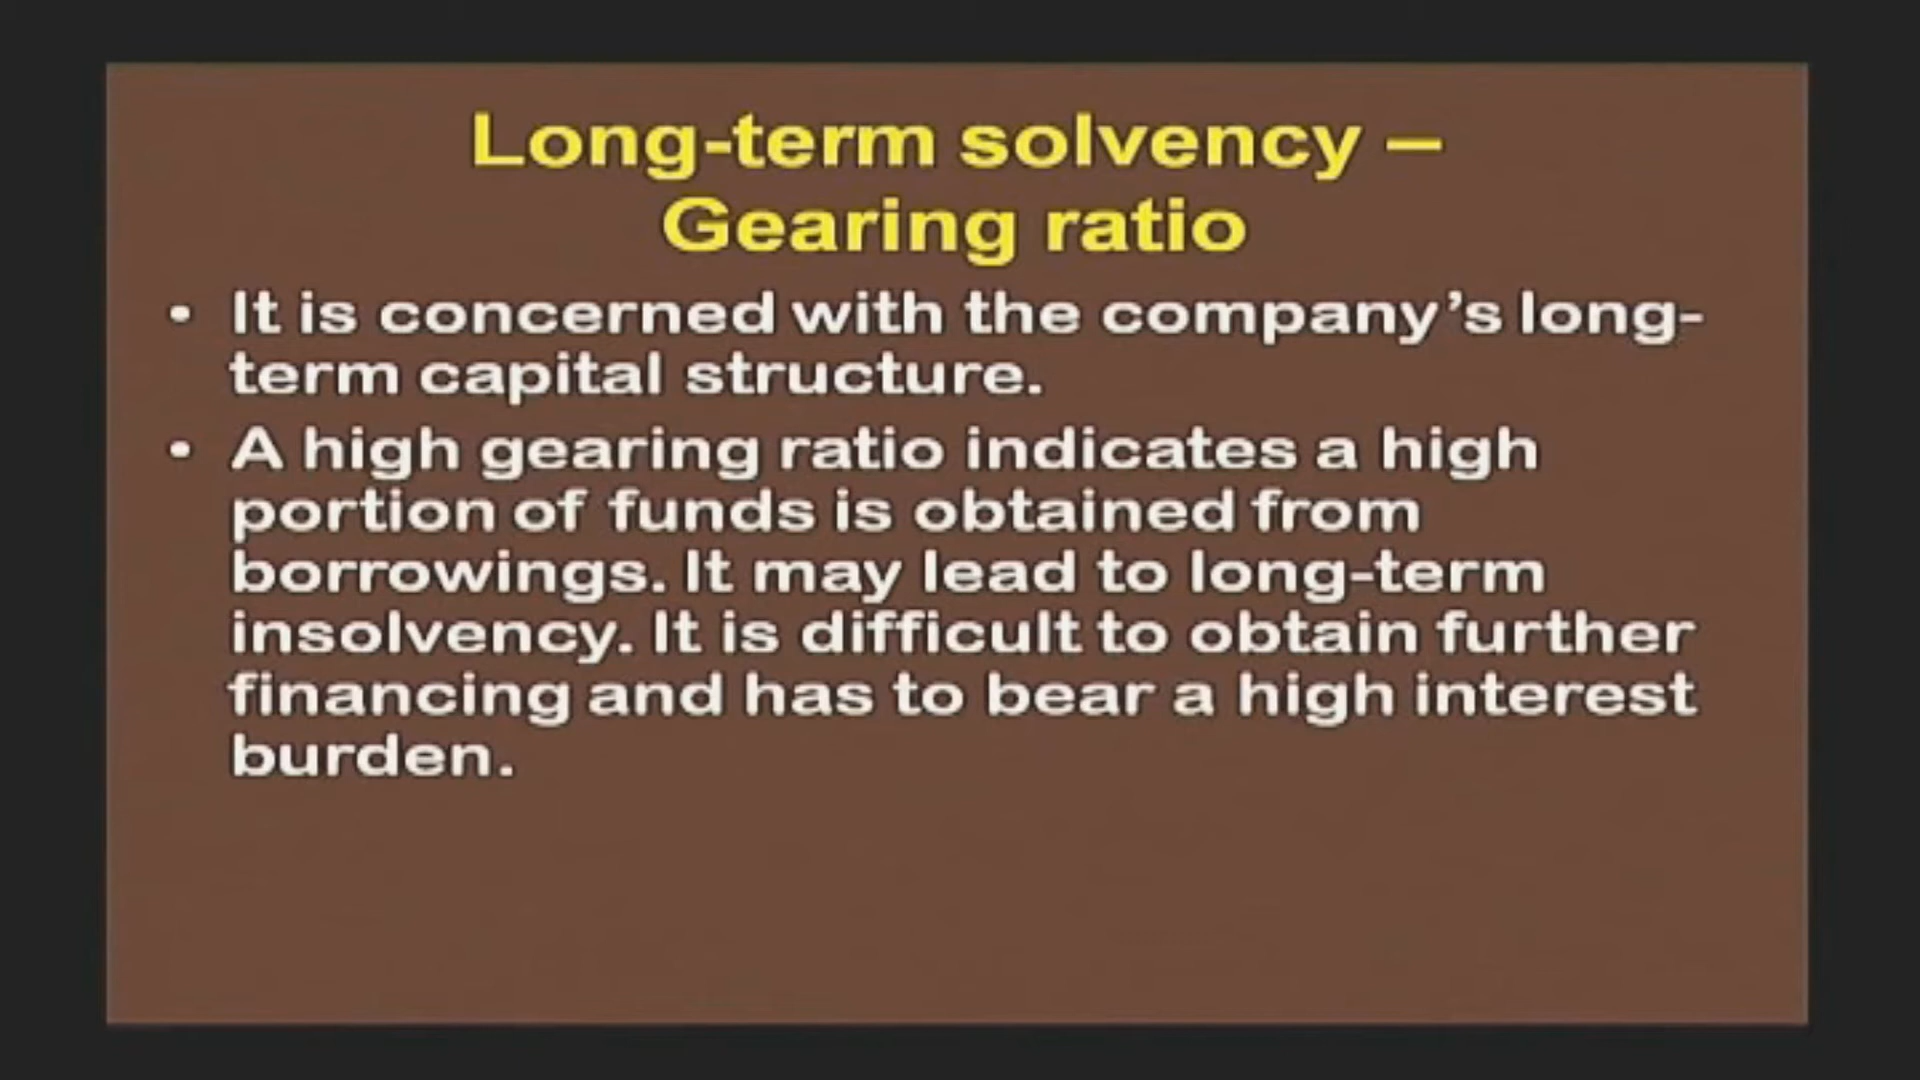 Long-term solvency –
Gearing ratio
• It is concerned with the company's long-
term capital structure.
• A high gearing ratio indicates a high
portion of funds is obtained from
borrowings. It may lead to long-term
insolvency. It is difficult to obtain further
financing and has to bear a high interest
burden.